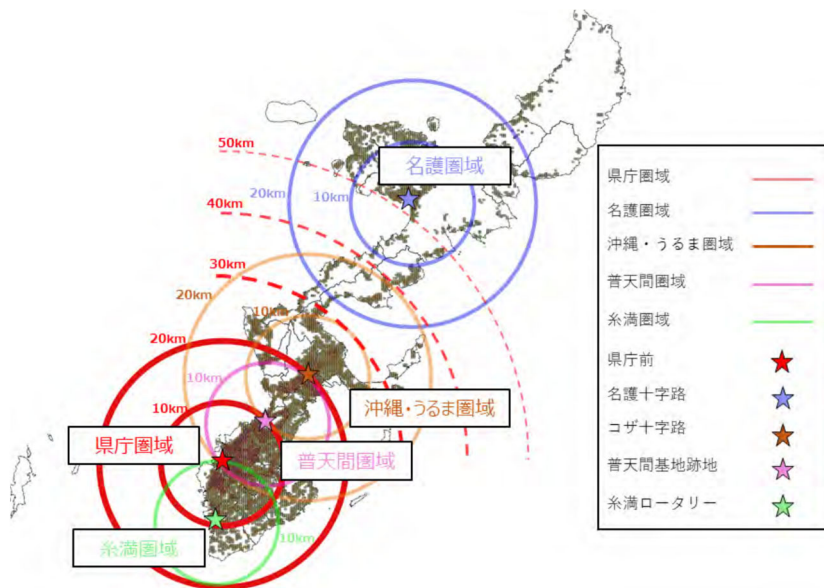 50km
名護圏域
20km
10km
40km
30km
20km
10km
20km
10km
沖縄・うるま圏域
10km
県庁圏域
普天間圏域
糸満圏域
10km
県庁圏域
名護圏域
沖縄・うるま圏域
普天間圏域
糸満圏域
県庁前
名護十字路
コザ十字路
普天間基地跡地
糸満ロータリー